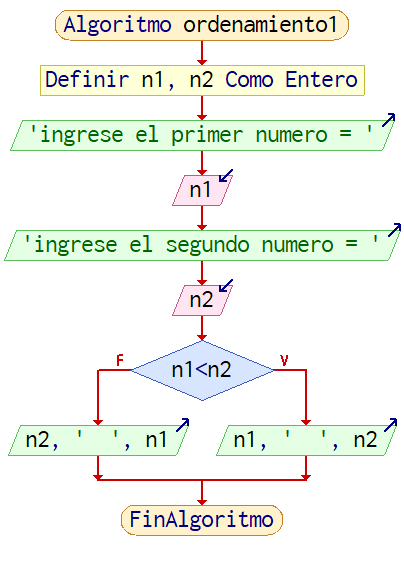 Algoritmo ordenamiento1
Definir n1, n2 Como Entero
'ingrese el primer numero = '
n1
'ingrese el segundo numero = '
n2
n1<n2
F
V
n2, '  ', n1
n1, '  ', n2
FinAlgoritmo